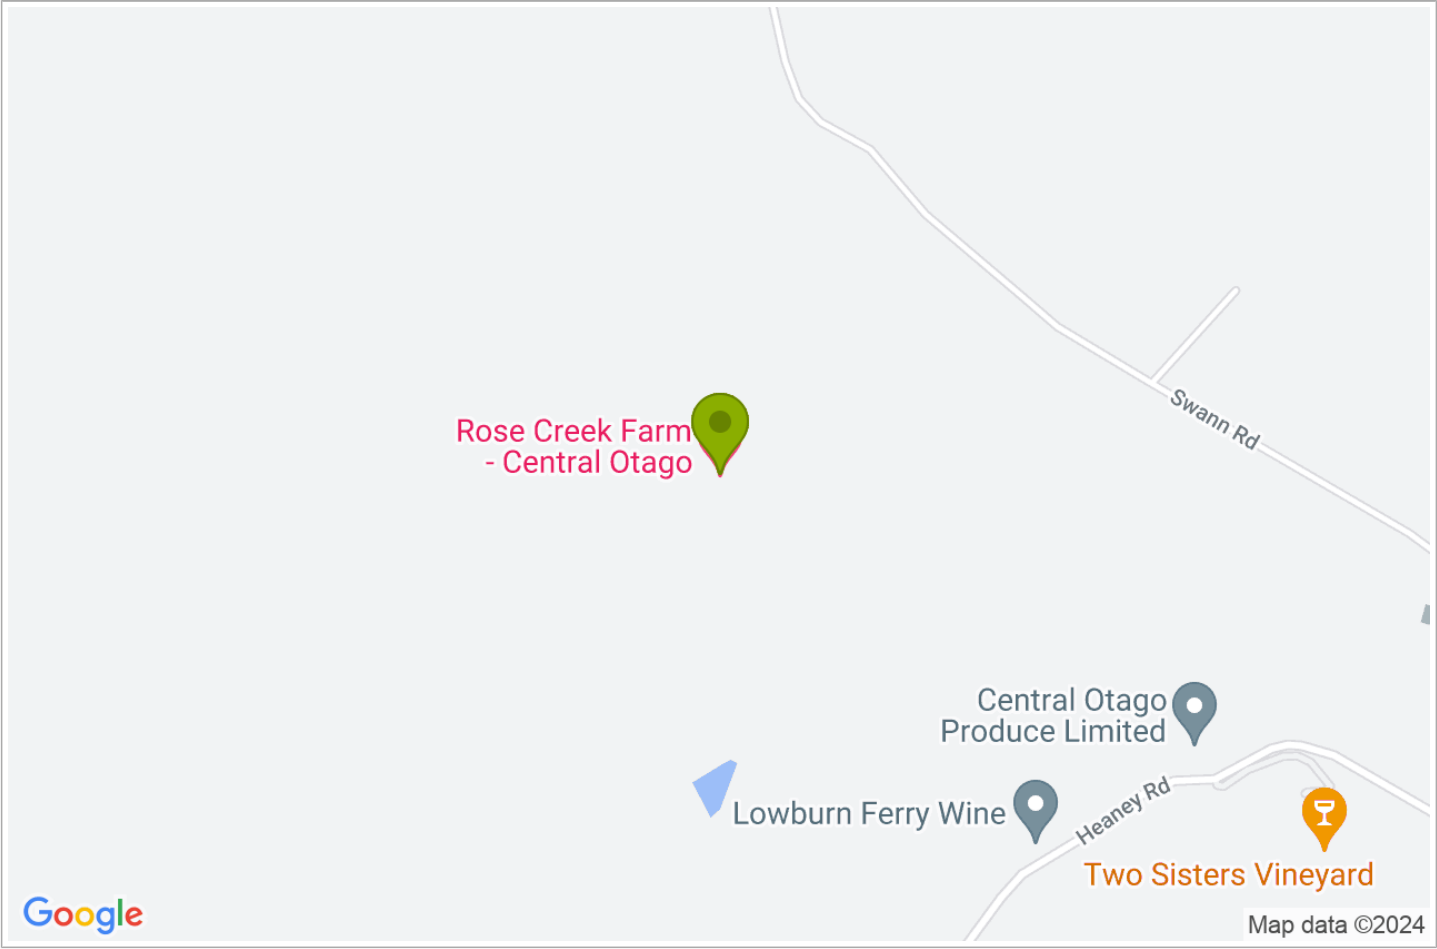 Swann Rd
Rose Creek Farm
- Central Otago
Central Otago
Produce Limited
Heaney Rd
Lowburn Ferry Wine
Two Sisters Vineyard
Google
Map data ©2024